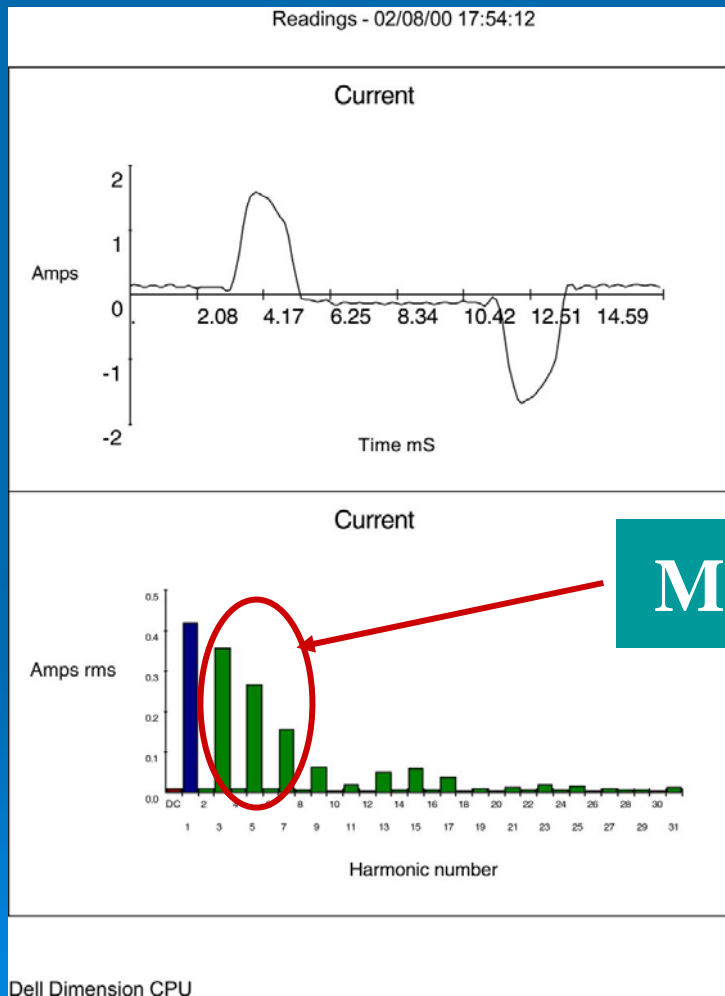 Readings - 02/08/00 17:54:12
Current
2
1
Amps
0
. 2.08 4.17 6.25 8.34 10.42 12.51 14.59
-1
-2
Time mS
Current
M
0.5
0.4
Amps rms
0.3
0.2
0.1
0.0
DC 2 4 6 8 10 12 14 16 18 20 22 24 26 28 30
1 3 5 7 9 11 13 15 17 19 21 23 25 27 29 31
Harmonic number
Dell Dimension CPU